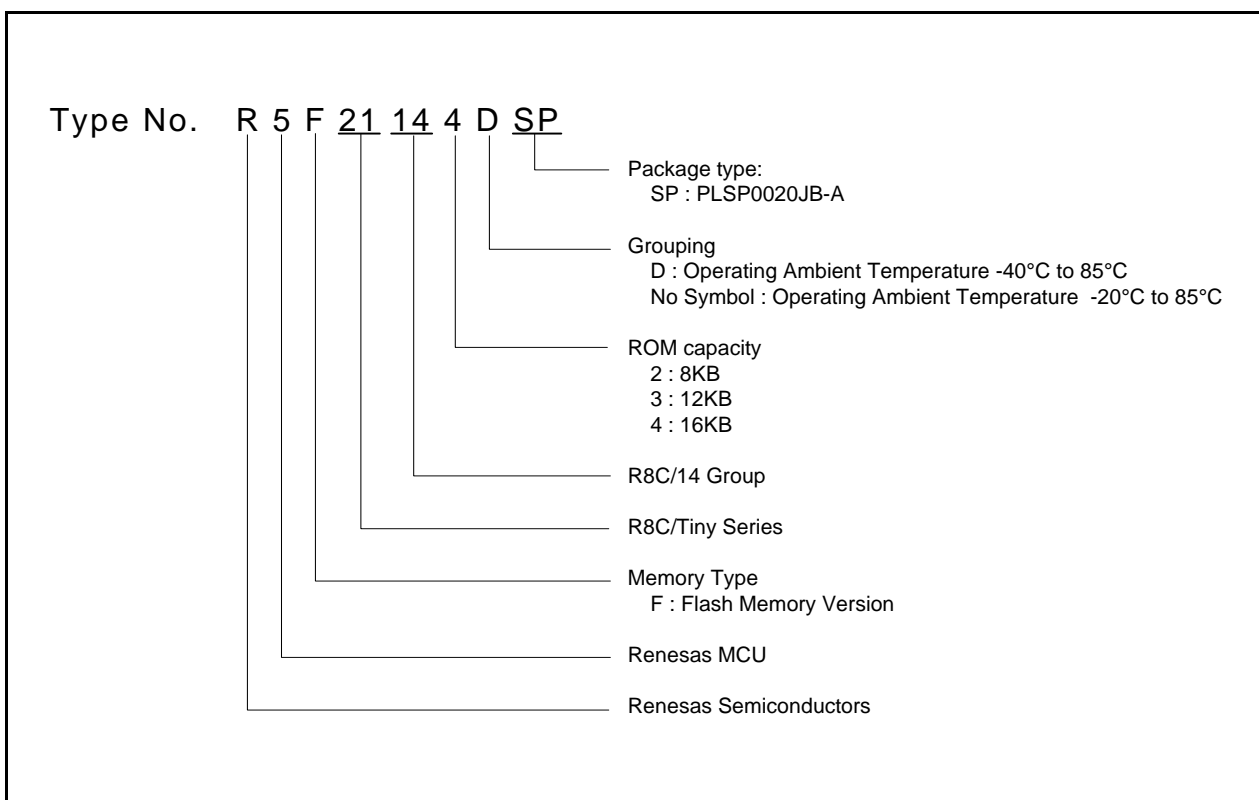 Type No. R 5 F 21 14 4 D SP
Package type:
SP : PLSP0020JB-A
Grouping
D : Operating Ambient Temperature -40°C to 85°C
No Symbol : Operating Ambient Temperature -20°C to 85°C
ROM capacity
2 : 8KB
3 : 12KB
4 : 16KB
R8C/14 Group
R8C/Tiny Series
Memory Type
F : Flash Memory Version
Renesas MCU
Renesas Semiconductors